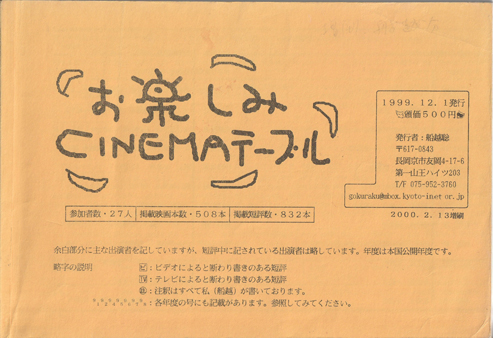 お楽しみ
CINEMAテーブル
1999.12.1発行
価500円
発行者：船越聡
〒617-0843
長岡京市友岡4-17-6
第一山王ハイツ203
T/F 075-952-3760
gokuraku@mbox.kyoto-inet.or.jp
2000.2.13増刷
参加者数・27人 掲載映画本数・508本 掲載短評数・832本
余白部分に主な出演者を記していますが、短評中に記されている出演者は略しています。年度は本国公開年度です。
略字の説明
：ビデオによると断わり書きのある短評
：テレビによると断わり書きのある短評
：注釈はすべて私（船越）が書いております。
：各年度の号にも記載があります。参照してみてください。